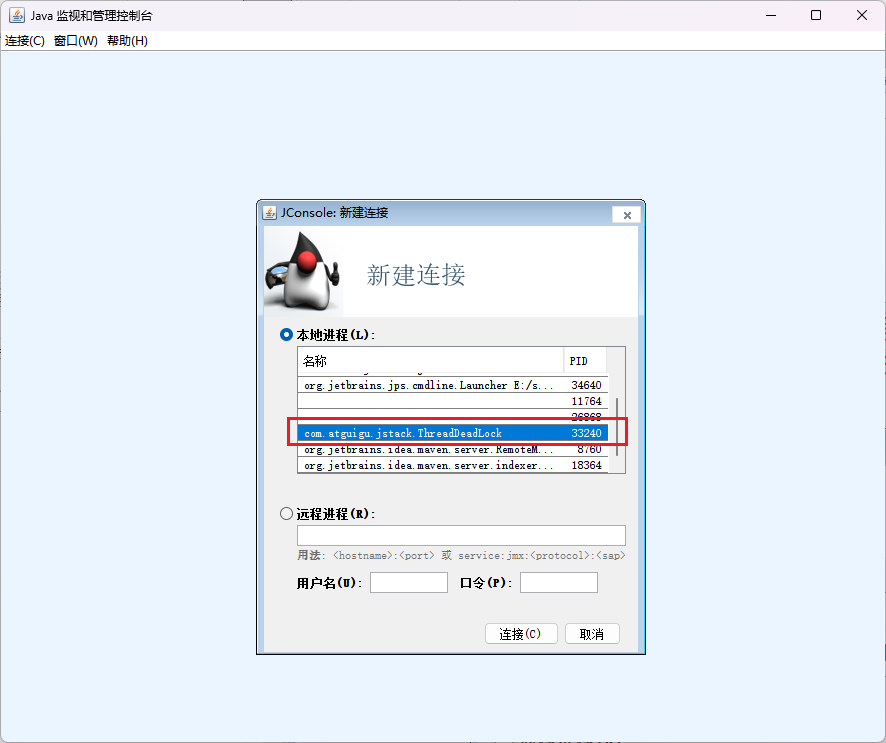 Java 监视和管理控制台
连接(C) 窗口(W) 帮助(H)
JConsole: 新建连接
新建连接
本地进程(L):
名称 PID
org.jetbrains.jps.cmdline.Launcher E:/s... 34640
11764
26868
com.atguigu.jstack.ThreadDeadLock 33240
org.jetbrains.idea.maven.server.RemoteM... 8760
org.jetbrains.idea.maven.server.indexer... 18364
远程进程(R):
用法: <hostname>:<port> 或 service:jmx:<protocol>:<sap>
用户名(U): 口令(P):
连接(C) 取消